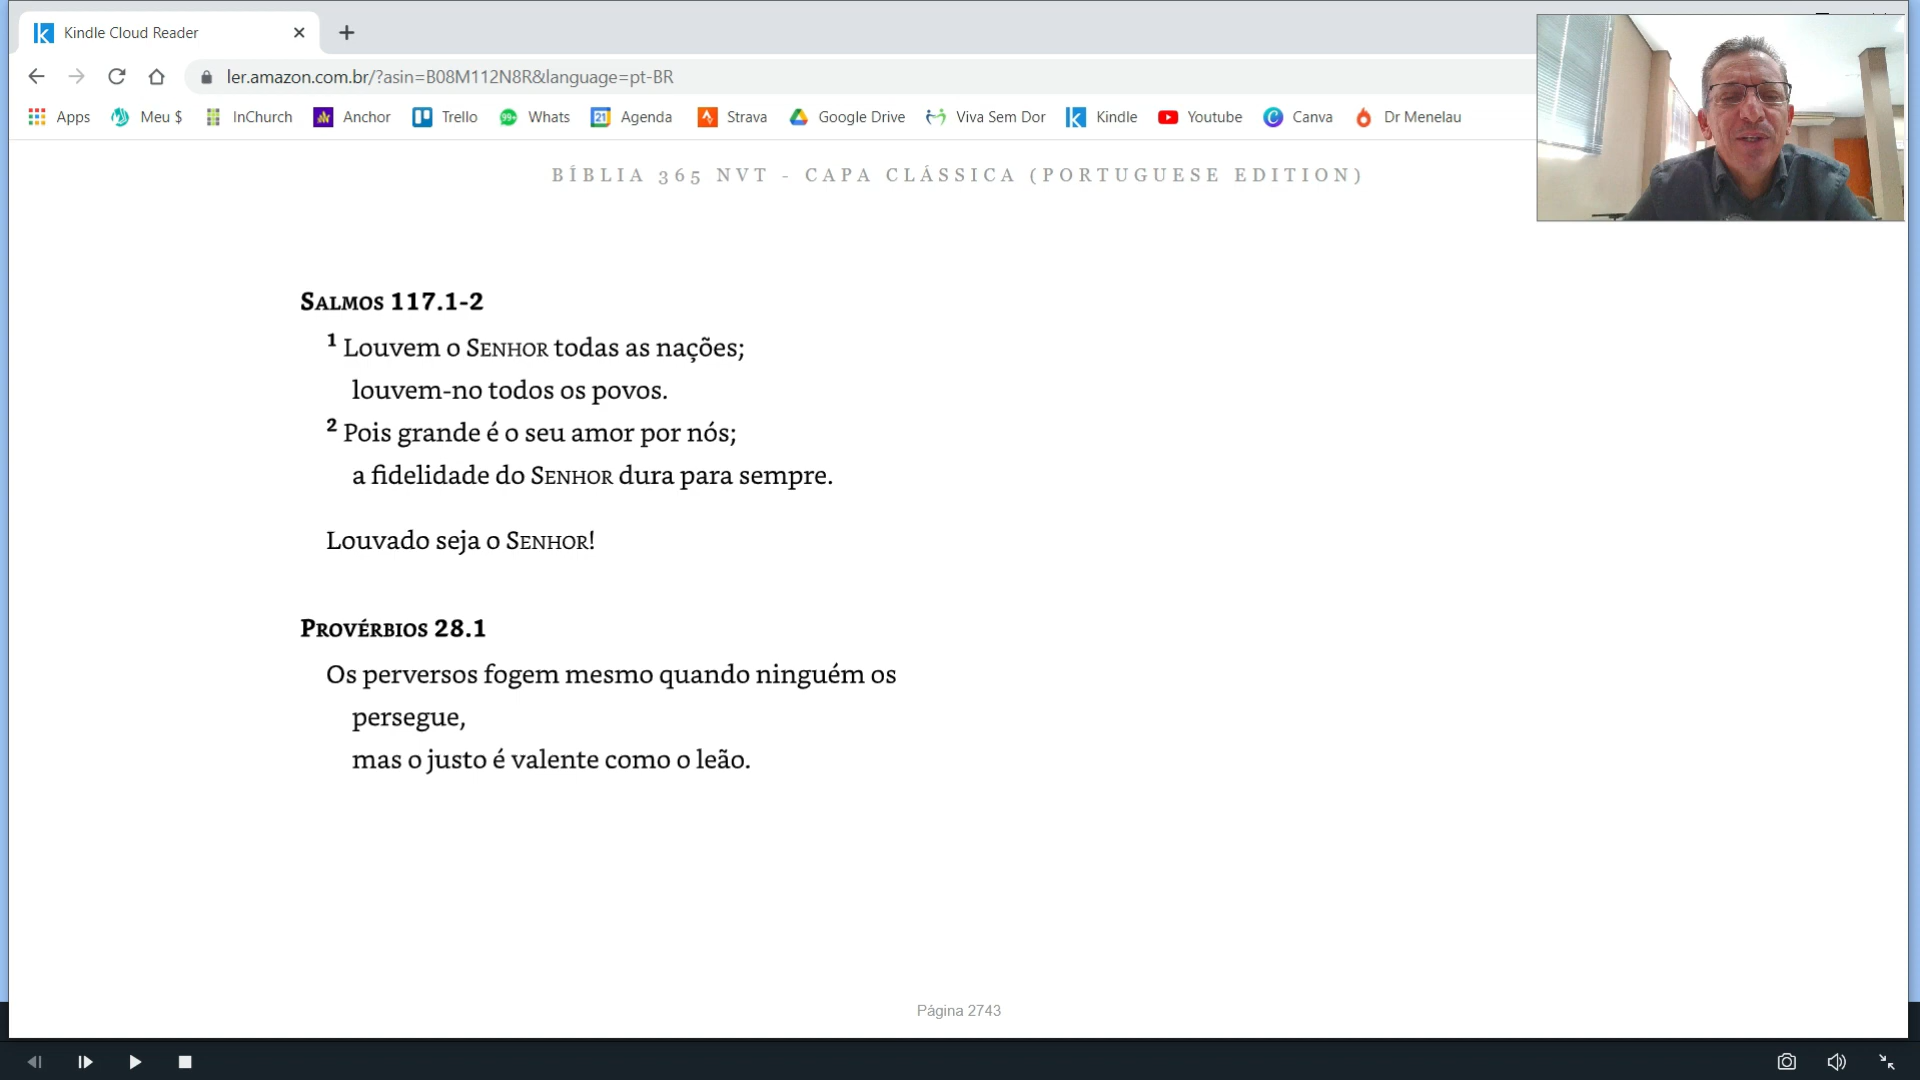 Kindle Cloud Reader
ler.amazon.com.br/?asin=B08M112N8R&language=pt-BR
Apps Meu $ InChurch Anchor Trello 99+ Whats 21 Agenda Strava Google Drive Viva Sem Dor Kindle Youtube Canva Dr Menelau
BÍBLIA 365 NVT - CAPA CLÁSSICA (PORTUGUESE EDITION)
SALMOS 117.1-2
1 Louvem o SENHOR todas as nações;
louvem-no todos os povos.
2 Pois grande é o seu amor por nós;
a fidelidade do SENHOR dura para sempre.
Louvado seja o SENHOR!
PROVÉRBIOS 28.1
Os perversos fogem mesmo quando ninguém os
persegue,
mas o justo é valente como o leão.
Página 2743